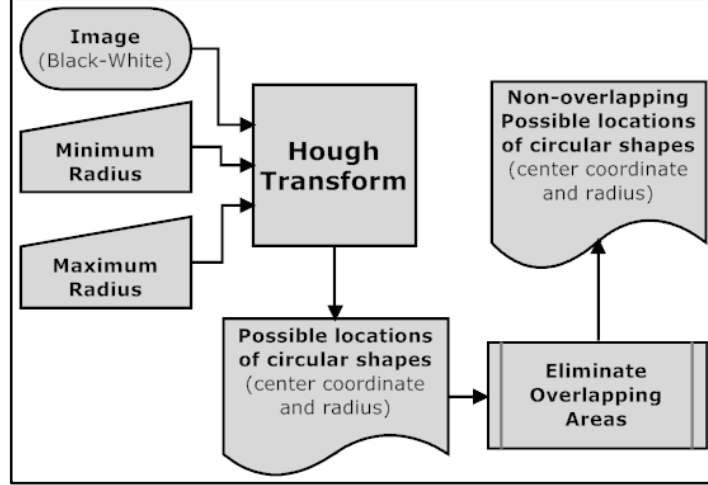 Image
(Black-White)
Minimum
Radius
Maximum
Radius
Hough
Transform
Possible locations
of circular shapes
(center coordinate
and radius)
Eliminate
Overlapping
Areas
Non-overlapping
Possible locations
of circular shapes
(center coordinate
and radius)